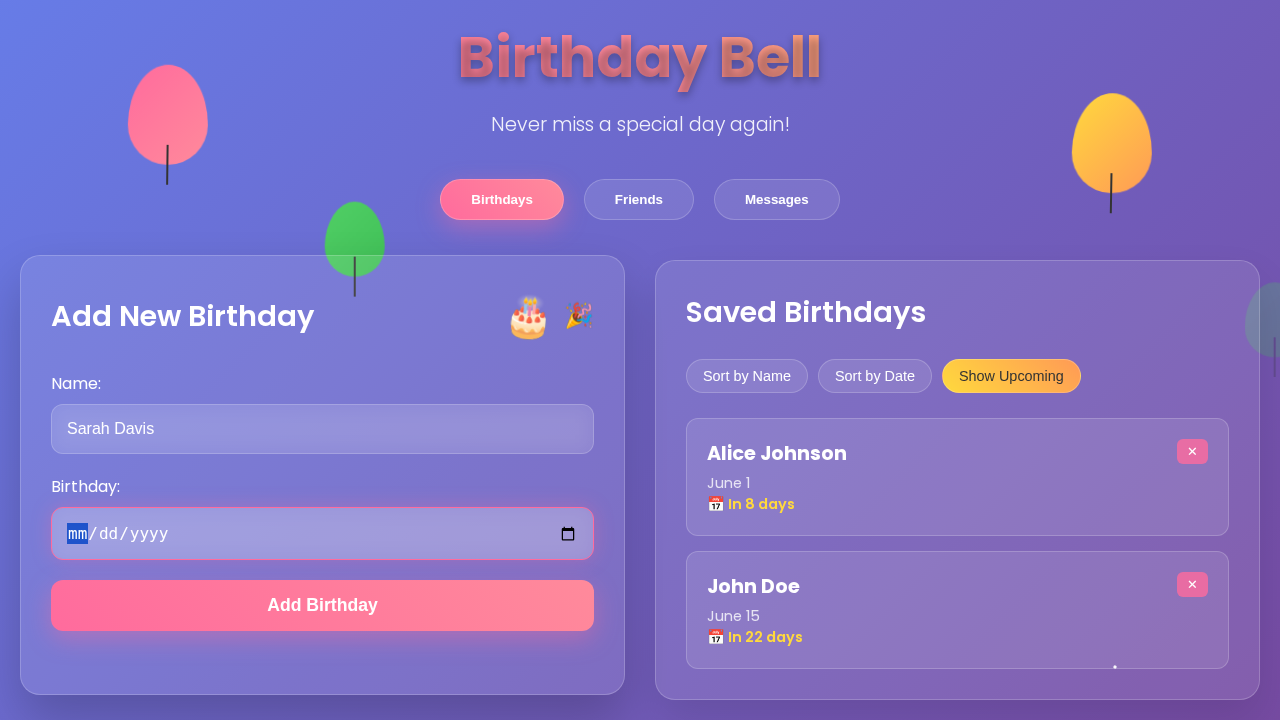 Birthday Bell
Never miss a special day again!
Birthdays
Friends
Messages
Add New Birthday
Name:
Sarah Davis
Birthday:
mm/dd/yyyy
Add Birthday
Saved Birthdays
Sort by Name
Sort by Date
Show Upcoming
Alice Johnson
×
June 1
In 8 days
John Doe
×
June 15
In 22 days